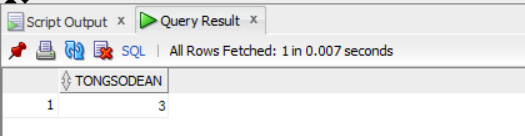 Script Output x Query Result x
SQL | All Rows Fetched: 1 in 0.007 seconds
TONGSODEAN
1 3